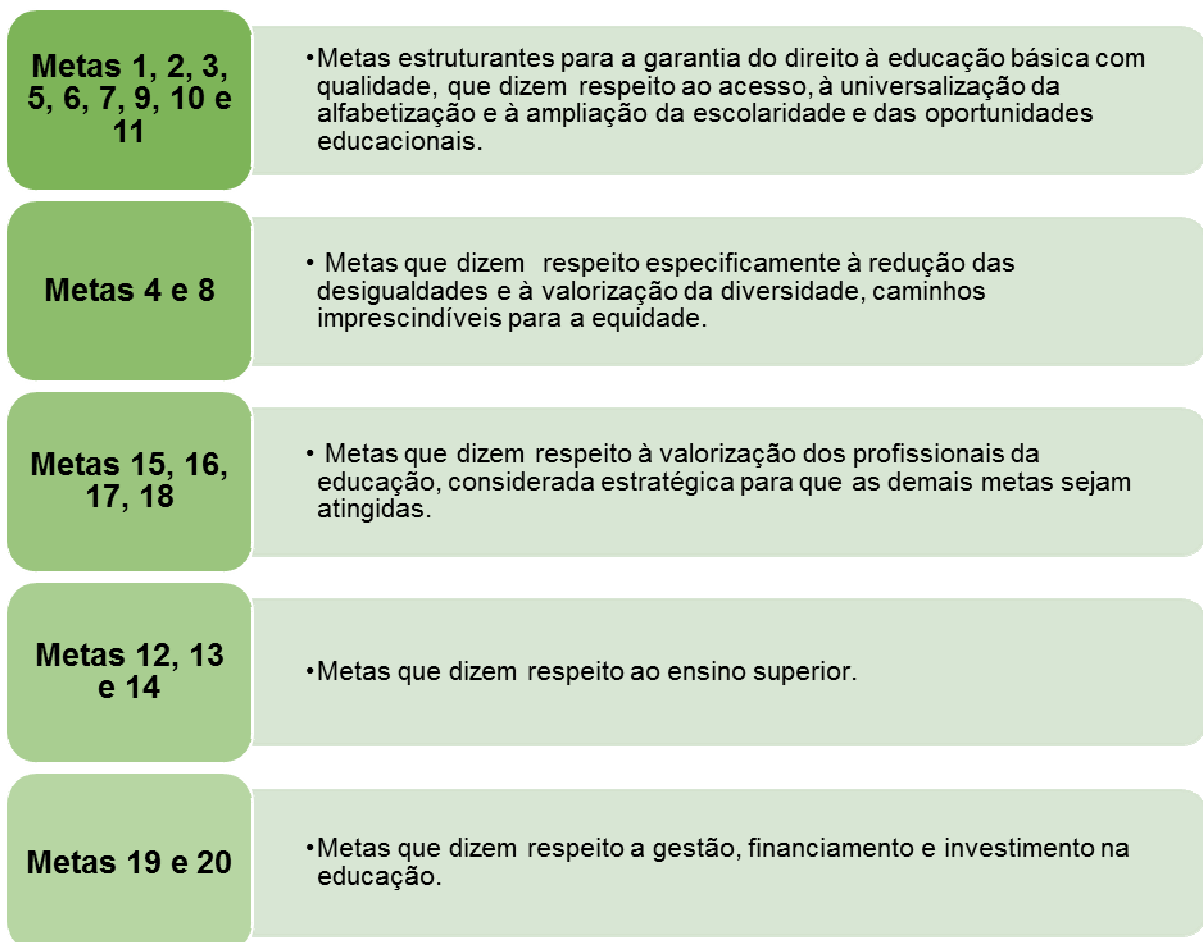 Metas 1, 2, 3,
5, 6, 7, 9, 10 e
11
•Metas estruturantes para a garantia do direito à educação básica com
qualidade, que dizem respeito ao acesso, à universalização da
alfabetização e à ampliação da escolaridade e das oportunidades
educacionais.
Metas 4 e 8
• Metas que dizem respeito especificamente à redução das
desigualdades e à valorização da diversidade, caminhos
imprescindíveis para a equidade.
Metas 15, 16,
17, 18
• Metas que dizem respeito à valorização dos profissionais da
educação, considerada estratégica para que as demais metas sejam
atingidas.
Metas 12, 13
e 14
•Metas que dizem respeito ao ensino superior.
Metas 19 e 20
•Metas que dizem respeito a gestão, financiamento e investimento na
educação.